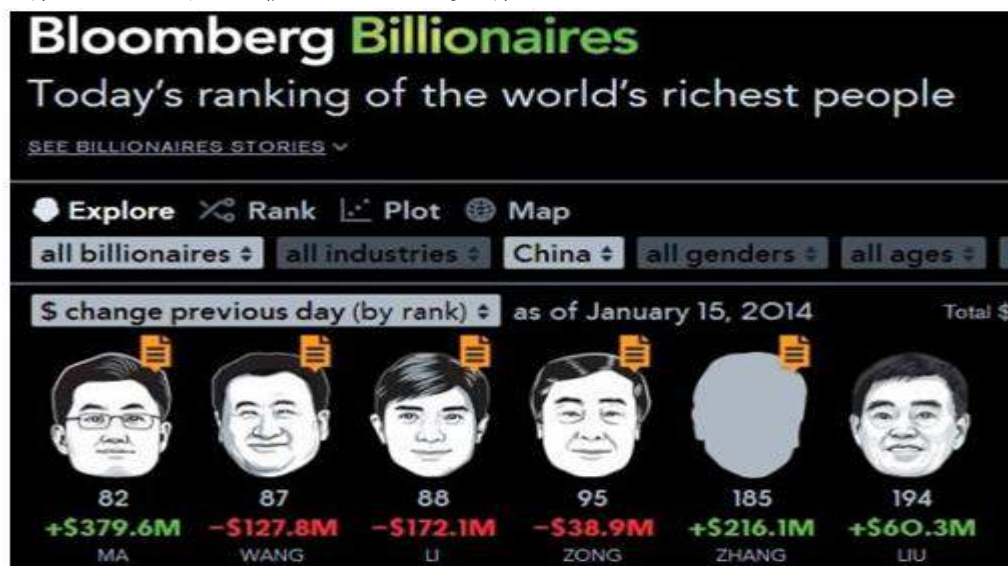 Bloomberg Billionaires
Today's ranking of the world's richest people
SEE BILLIONAIRES STORIES
Explore Rank Plot Map
all billionaires all industries China all genders all ages
$ change previous day (by rank) as of January 15, 2014 Total $
82 87 88 95 185 194
+$379.6M -$127.8M -$172.1M -$38.9M +$216.1M +$60.3M
MA WANG LI ZONG ZHANG LIU